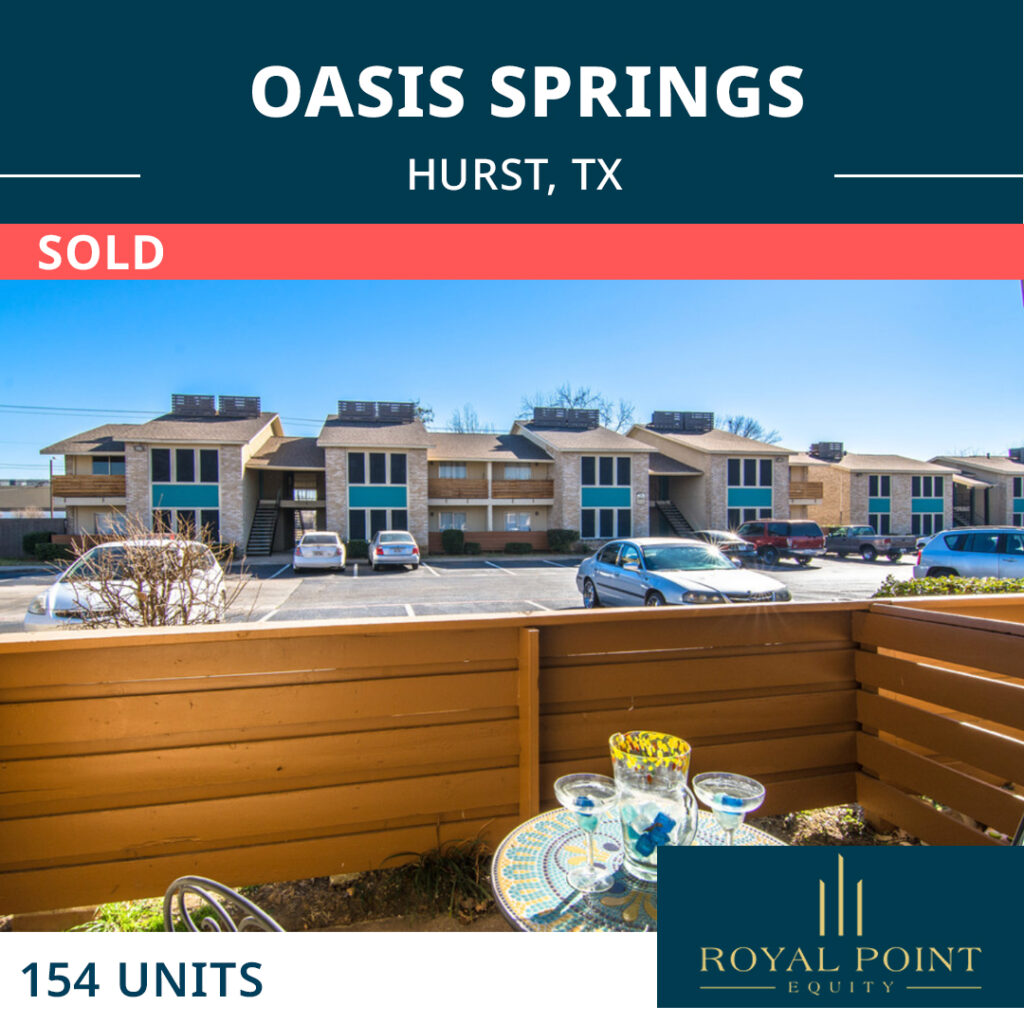 OASIS SPRINGS
HURST, TX
SOLD
154 UNITS
ROYAL POINT
EQUITY